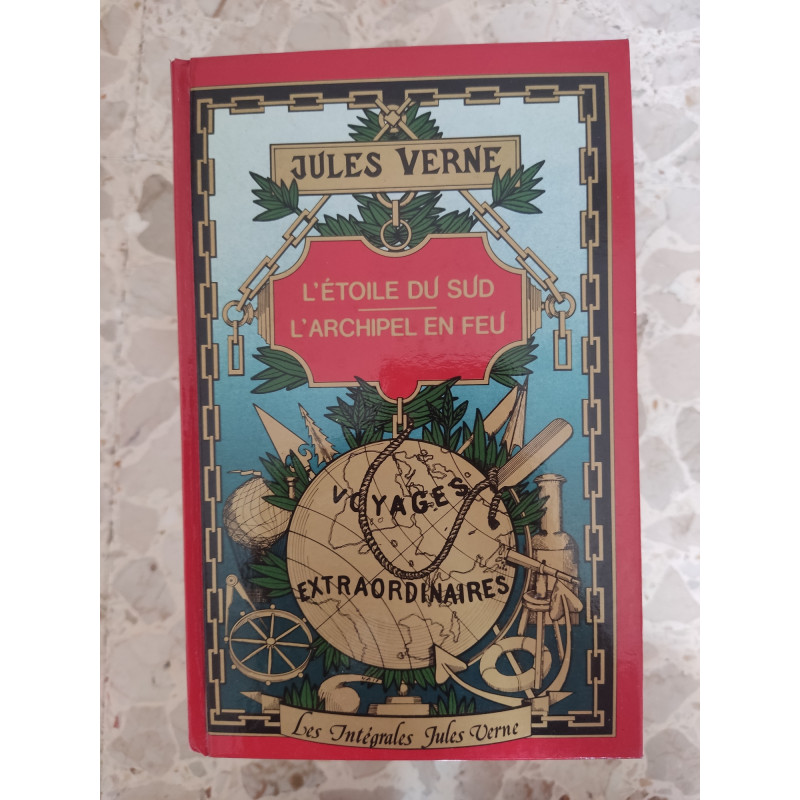 JULES VERNE
L'ÉTOILE DU SUD
L'ARCHIPEL EN FEU
VOYAGES
EXTRAORDINAIRES
Les Intégrales Jules Verne